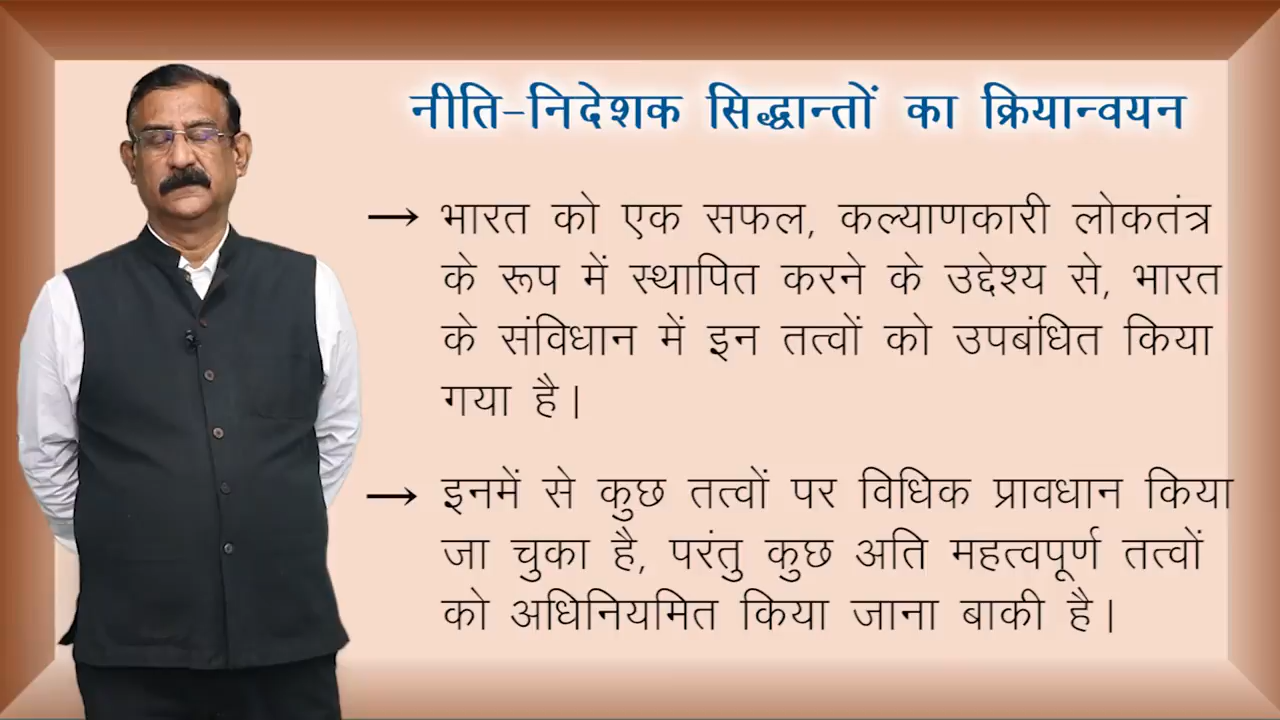 नीति-निदेशक सिद्धान्तों का क्रियान्वयन
→ भारत को एक सफल, कल्याणकारी लोकतंत्र
के रूप में स्थापित करने के उद्देश्य से, भारत
के संविधान में इन तत्वों को उपबंधित किया
गया है।
→ इनमें से कुछ तत्वों पर विधिक प्रावधान किया
जा चुका है, परंतु कुछ अति महत्वपूर्ण तत्वों
को अधिनियमित किया जाना बाकी है।